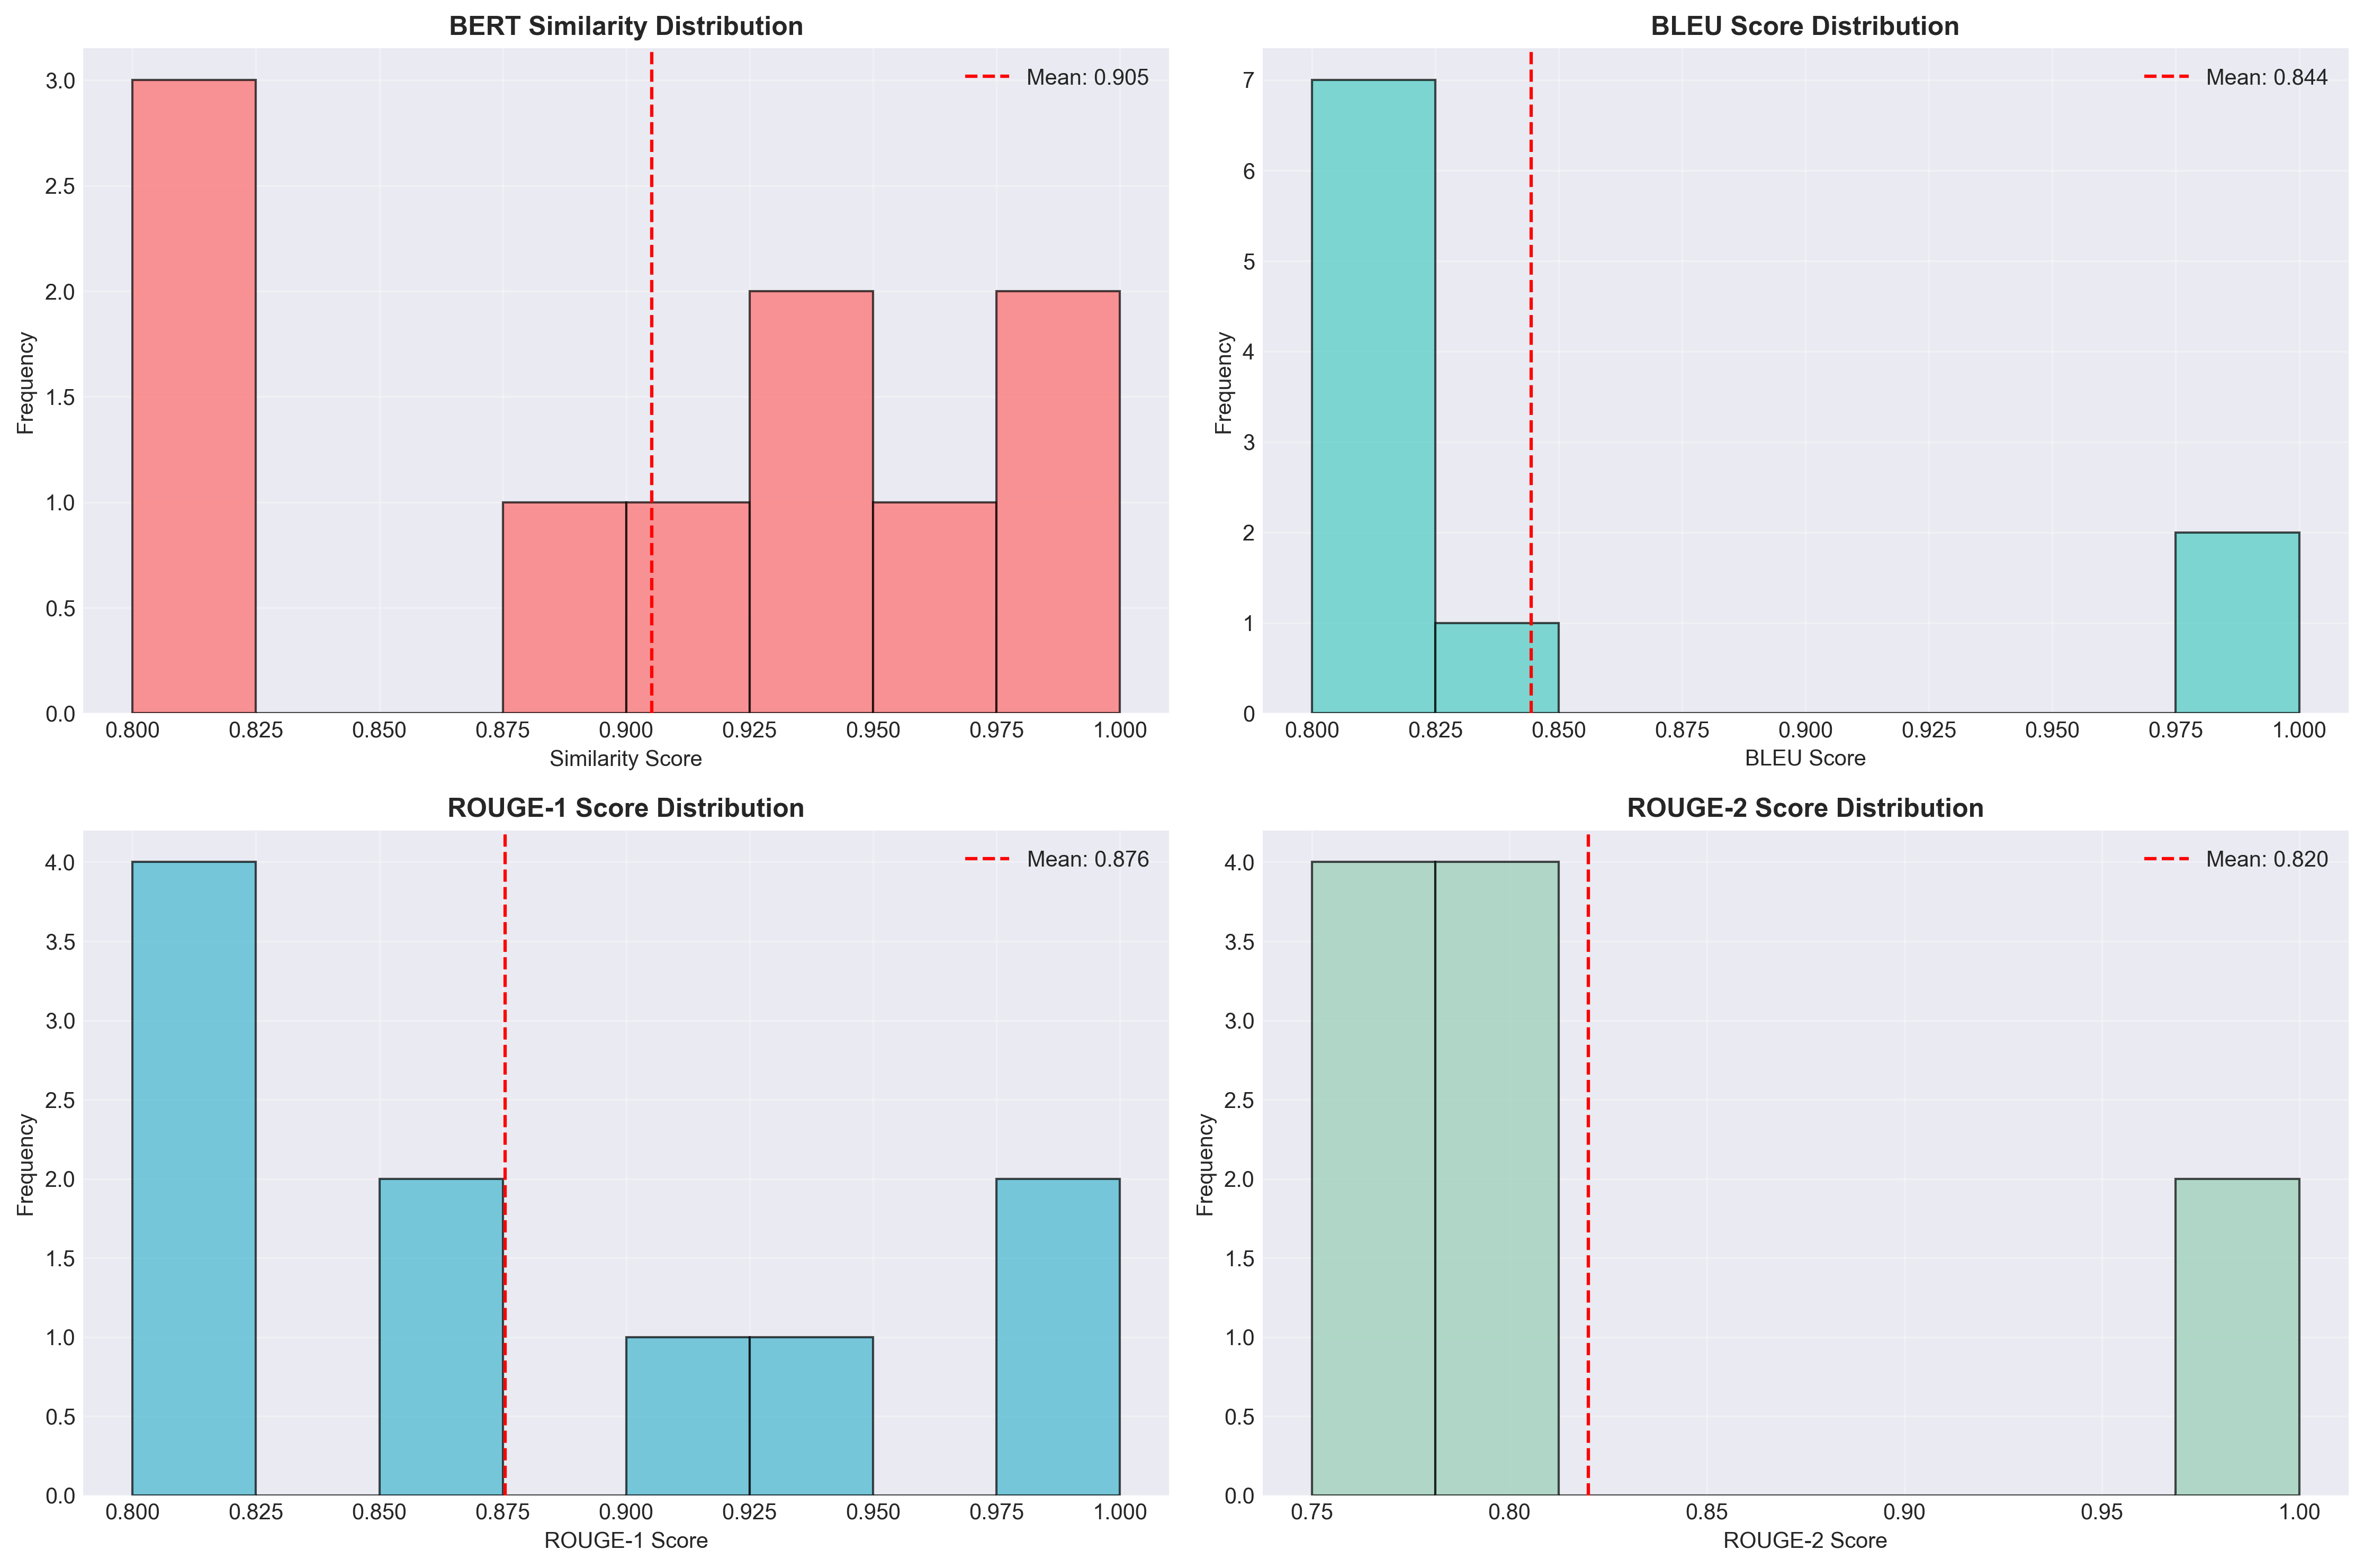 BERT Similarity Distribution
Mean: 0.905
3.0
2.5
2.0
1.5
1.0
0.5
0.0
Frequency
0.800 0.825 0.850 0.875 0.900 0.925 0.950 0.975 1.000
Similarity Score
BLEU Score Distribution
Mean: 0.844
7
6
5
4
3
2
1
0
Frequency
0.800 0.825 0.850 0.875 0.900 0.925 0.950 0.975 1.000
BLEU Score
ROUGE-1 Score Distribution
Mean: 0.876
4.0
3.5
3.0
2.5
2.0
1.5
1.0
0.5
0.0
Frequency
0.800 0.825 0.850 0.875 0.900 0.925 0.950 0.975 1.000
ROUGE-1 Score
ROUGE-2 Score Distribution
Mean: 0.820
4.0
3.5
3.0
2.5
2.0
1.5
1.0
0.5
0.0
Frequency
0.75 0.80 0.85 0.90 0.95 1.00
ROUGE-2 Score